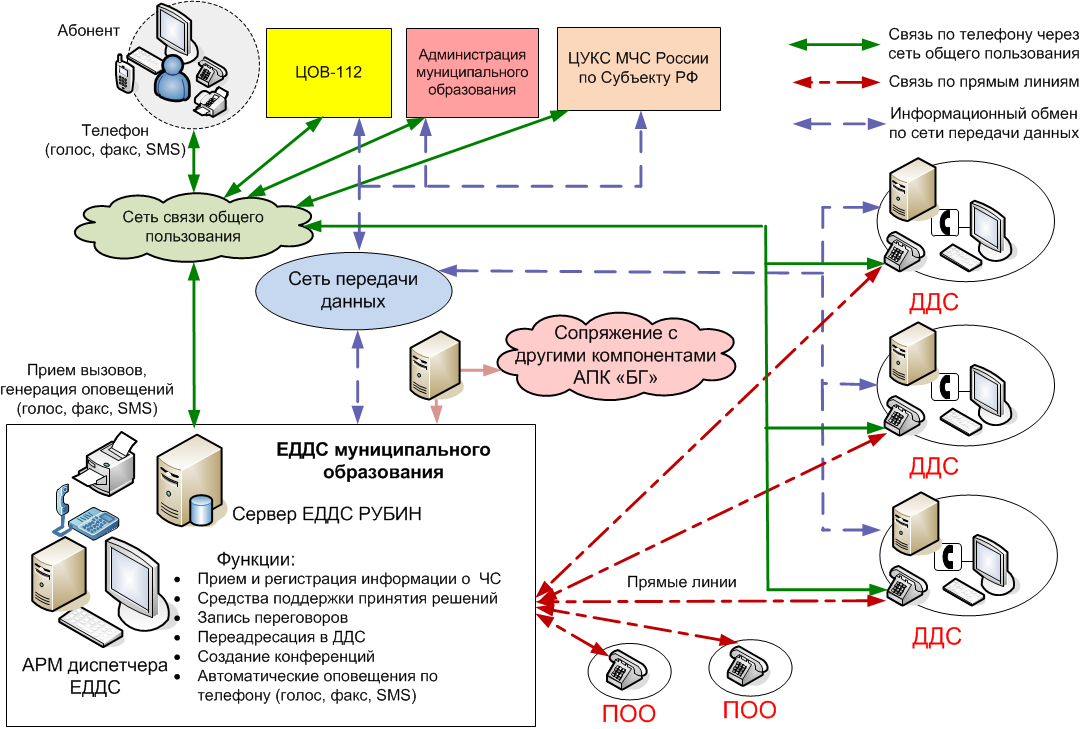 Абонент
ЦОВ-112
Администрация
муниципального
образования
ЦУКС МЧС России
по Субъекту РФ
Связь по телефону через
сеть общего пользования
Связь по прямым линиям
Информационный обмен
по сети передачи данных
Телефон
(голос, факс, SMS)
Сеть связи общего
пользования
Сеть передачи
данных
ДДС
Сопряжение с
другими компонентами
АПК «БГ»
Прием вызовов,
генерация оповещений
(голос, факс, SMS)
ДДС
ЕДДС муниципального
образования
Сервер ЕДДС РУБИН
Функции:
• Прием и регистрация информации о ЧС
• Средства поддержки принятия решений
• Запись переговоров
• Переадресация в ДДС
• Создание конференций
• Автоматические оповещения по
телефону (голос, факс, SMS)
АРМ диспетчера
ЕДДС
Прямые линии
ДДС
ПОО
ПОО